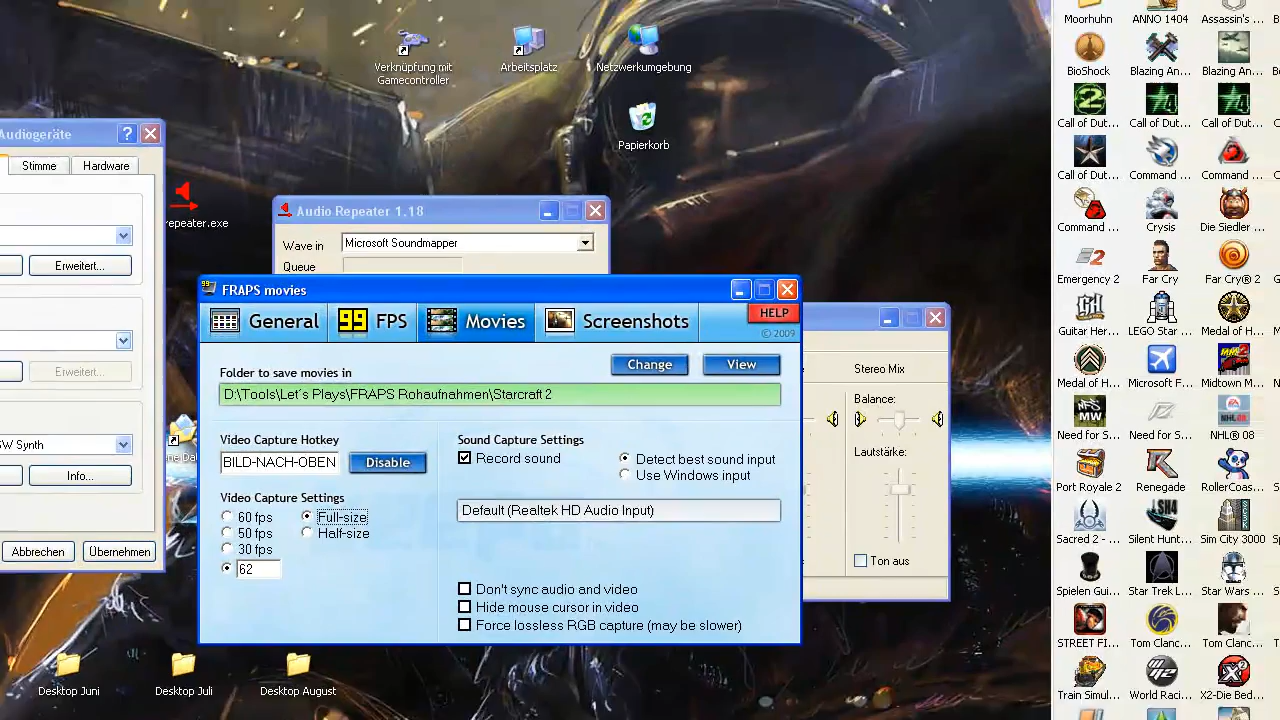 Verknüpfung mit
Gamecontroller
Arbeitsplatz
Netzwerkumgebung
Papierkorb
Audiogeräte
?
Stimme
Hardware
Erweitert...
Erweitert...
SW Synth
Info...
Abbrechen
Übernehmen
repeater.exe
Audio Repeater 1.18
Wave in
Microsoft Soundmapper
Queue
99
FRAPS movies
General
99
FPS
Movies
Screenshots
HELP
© 2009
Folder to save movies in
Change
View
D:\Tools\Let´s Plays\FRAPS Rohaufnahmen\Starcraft 2
Video Capture Hotkey
BILD-NACH-OBEN
Disable
Video Capture Settings
60 fps
50 fps
30 fps
62
Full-size
Half-size
Sound Capture Settings
Record sound
Detect best sound input
Use Windows input
Default (Realtek HD Audio Input)
Don't sync audio and video
Hide mouse cursor in video
Force lossless RGB capture (may be slower)
Stereo Mix
Balance:
Lautstärke:
Ton aus
Desktop Juni
Desktop Juli
Desktop August
Moorhuhn
ANNO 1404
Assassin's ...
BioShock
Blazing An...
Blazing An...
Call of Dut...
Call of Dut...
Call of Dut...
Call of Dut...
Command ...
Command ...
Command ...
Crysis
Die Siedler ...
Emergency 2
Far Cry
Far Cry® 2
Guitar Her...
LEGO Star ...
Medal of H...
Medal of H...
Microsoft F...
Midtown M...
Need for S...
Need for S...
NHL® 08
Port Royale 2
Renegade
RollerCoas...
Sacred 2 - ...
Silent Hunt...
Sim City 3000
Spielen Gui...
Star Trek L...
Star Wars ...
STREET FI...
Tom Clanc...
Tom Clanc...
Train Simul...
World Raci...
X2-Die Bed...